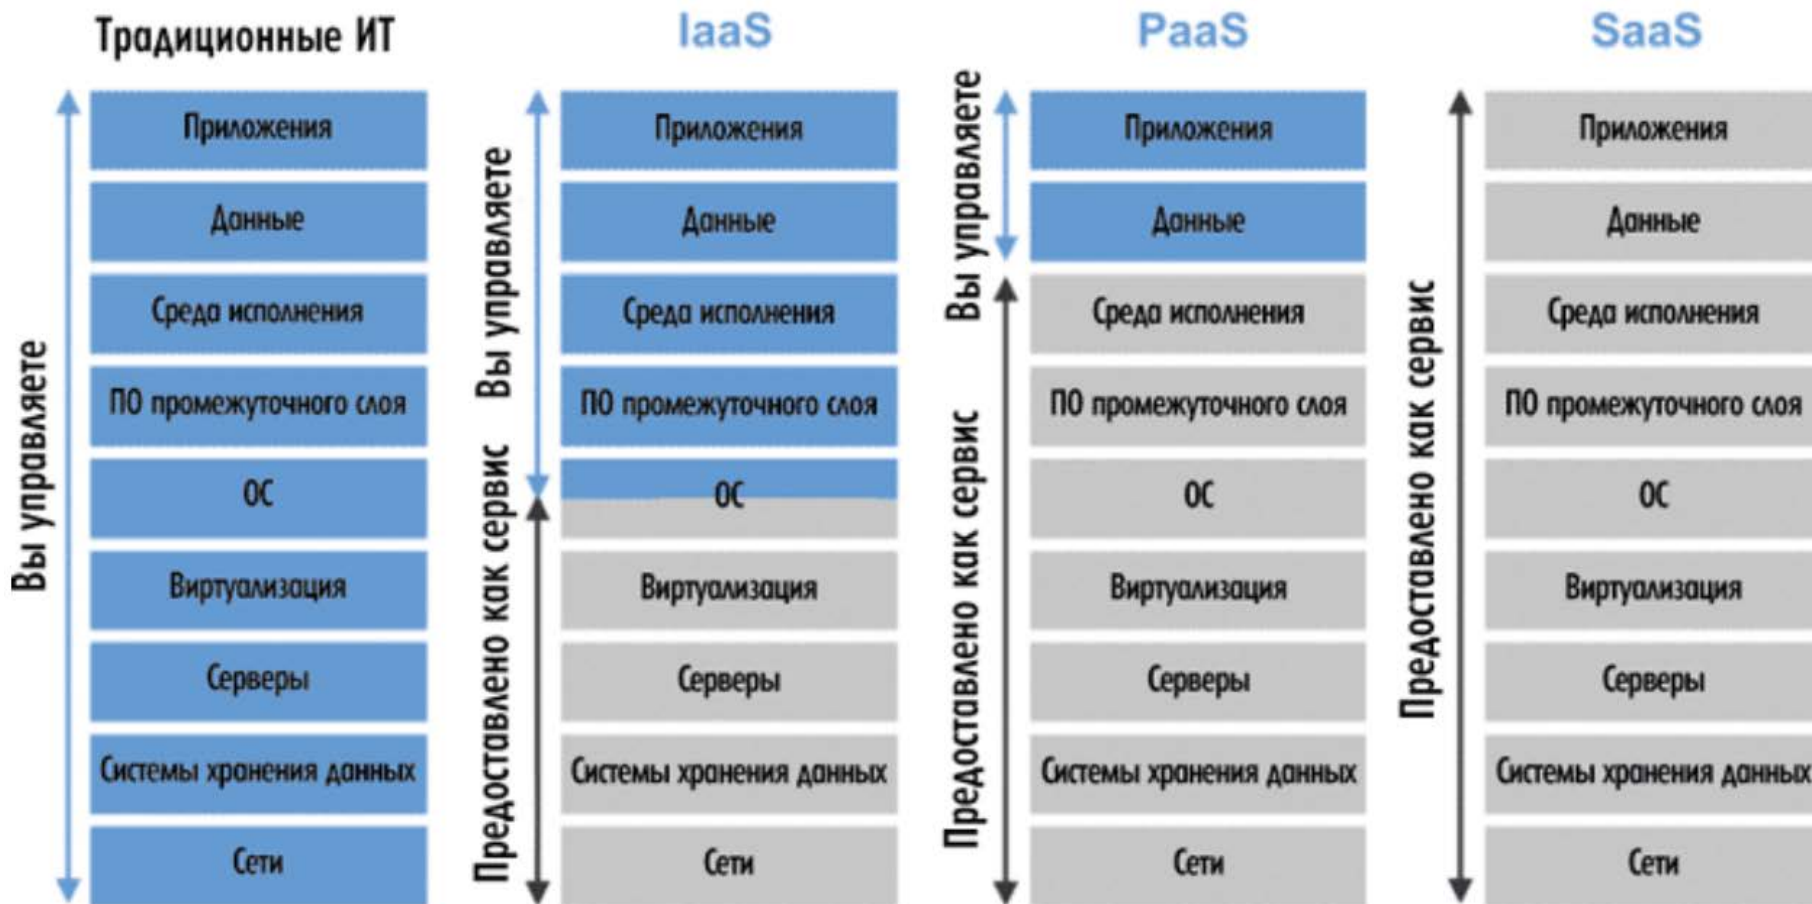 Традиционные ИТ
Вы управляете
Приложения
Данные
Среда исполнения
ПО промежуточного слоя
ОС
Виртуализация
Серверы
Системы хранения данных
Сети
IaaS
Вы управляете
Предоставлено как сервис
Приложения
Данные
Среда исполнения
ПО промежуточного слоя
ОС
Виртуализация
Серверы
Системы хранения данных
Сети
PaaS
Вы управляете
Предоставлено как сервис
Приложения
Данные
Среда исполнения
ПО промежуточного слоя
ОС
Виртуализация
Серверы
Системы хранения данных
Сети
SaaS
Предоставлено как сервис
Приложения
Данные
Среда исполнения
ПО промежуточного слоя
ОС
Виртуализация
Серверы
Системы хранения данных
Сети